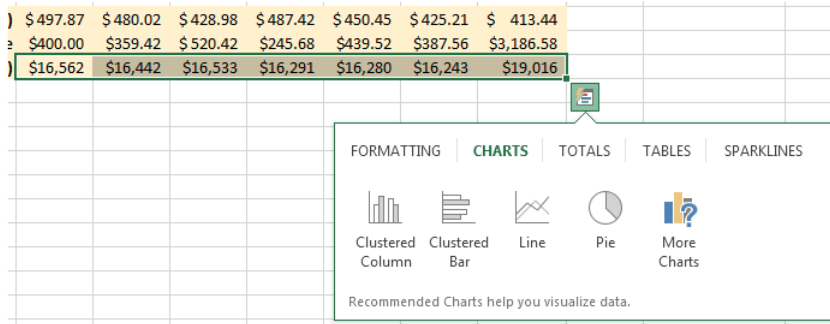 ) $497.87 $480.02 $428.98 $487.42 $450.45 $425.21 $ 413.44
e $400.00 $359.42 $520.42 $245.68 $439.52 $387.56 $3,186.58
) $16,562 $16,442 $16,533 $16,291 $16,280 $16,243 $19,016
FORMATTING CHARTS TOTALS TABLES SPARKLINES
Clustered Clustered Line Pie More
Column Bar Charts
Recommended Charts help you visualize data.